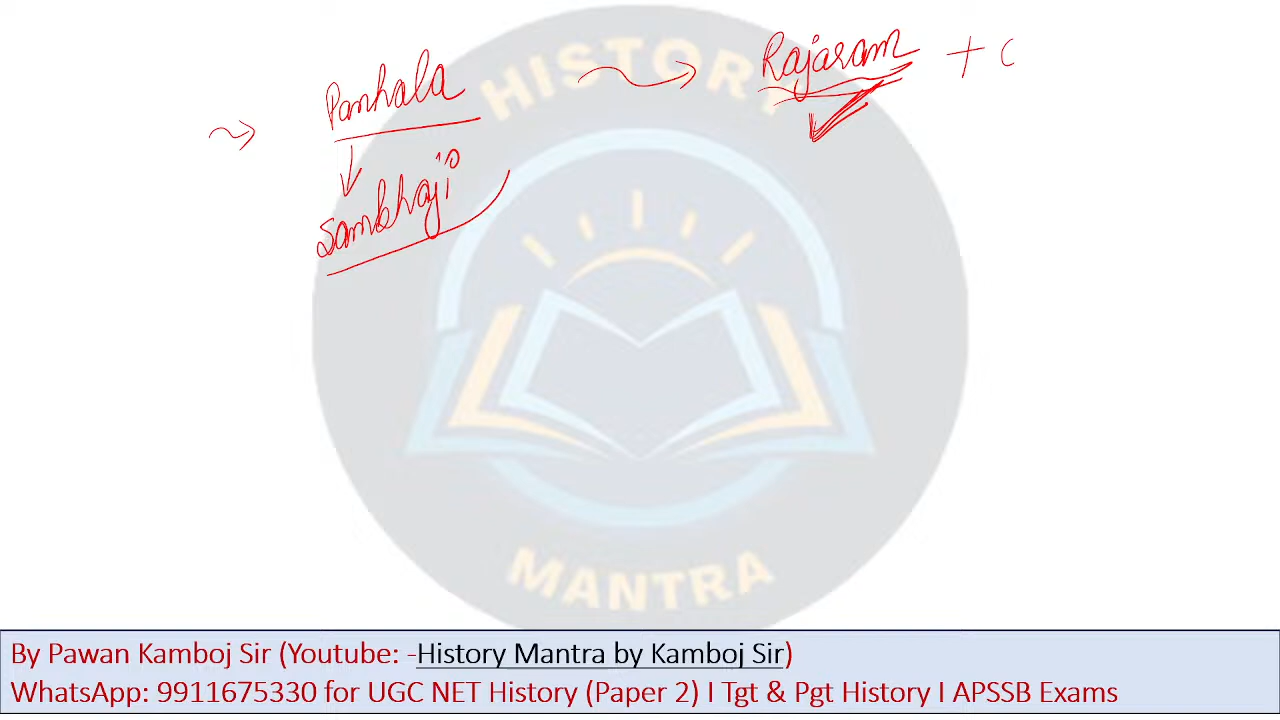 HISTORY
Panhala
Rajaram + C
Sambhaji
MANTRA
By Pawan Kamboj Sir (Youtube: -History Mantra by Kamboj Sir)
WhatsApp: 9911675330 for UGC NET History (Paper 2) I Tgt & Pgt History I APSSB Exams